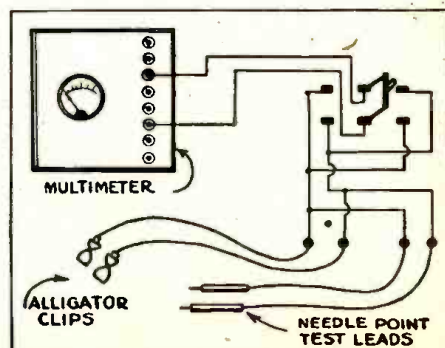 MULTIMETER
ALLIGATOR
CLIPS
NEEDLE POINT
TEST LEADS